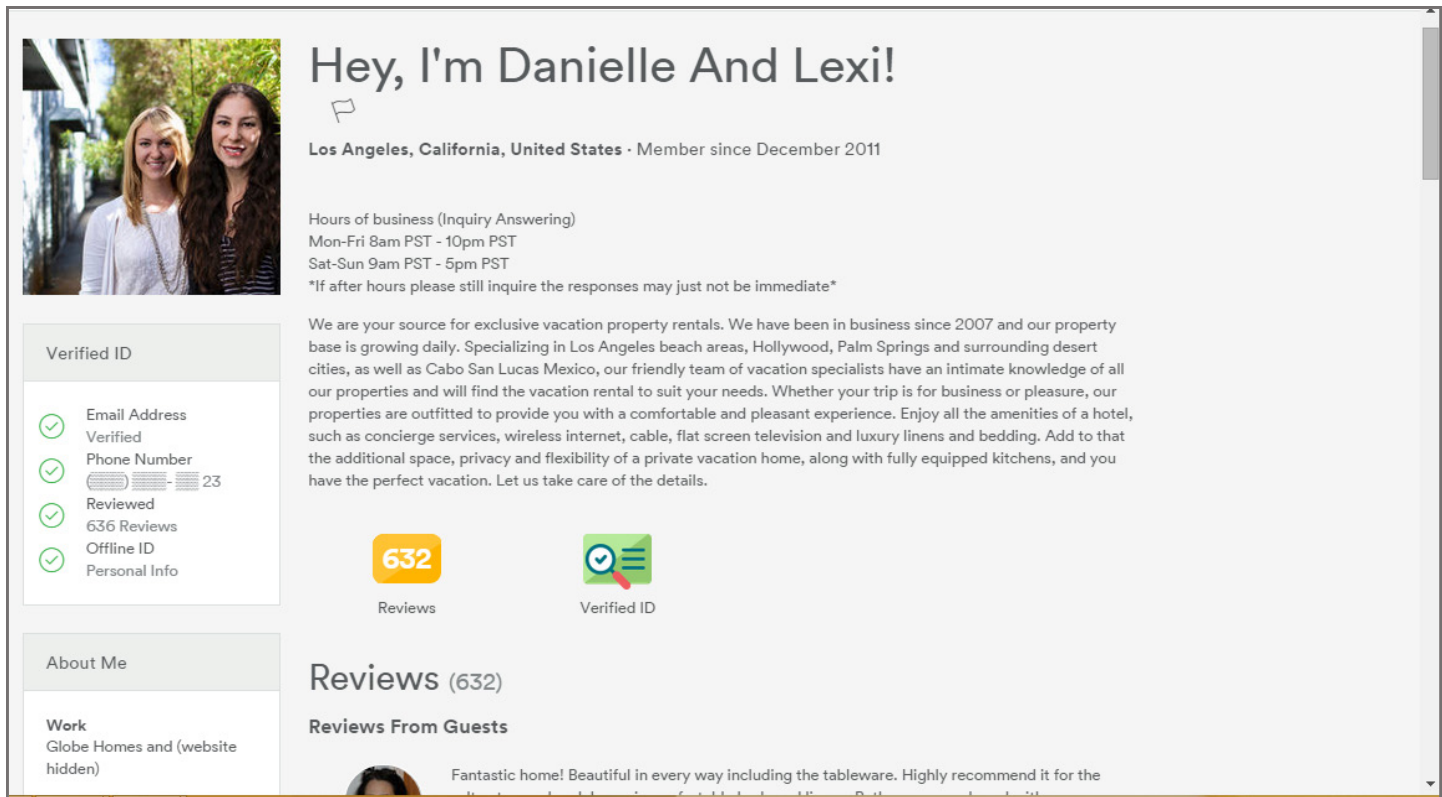 Hey, I'm Danielle And Lexi!
Los Angeles, California, United States · Member since December 2011
Hours of business (Inquiry Answering)
Mon-Fri 8am PST - 10pm PST
Sat-Sun 9am PST - 5pm PST
*If after hours please still inquire the responses may just not be immediate*
We are your source for exclusive vacation property rentals. We have been in business since 2007 and our property
base is growing daily. Specializing in Los Angeles beach areas, Hollywood, Palm Springs and surrounding desert
cities, as well as Cabo San Lucas Mexico, our friendly team of vacation specialists have an intimate knowledge of all
our properties and will find the vacation rental to suit your needs. Whether your trip is for business or pleasure, our
properties are outfitted to provide you with a comfortable and pleasant experience. Enjoy all the amenities of a hotel,
such as concierge services, wireless internet, cable, flat screen television and luxury linens and bedding. Add to that
the additional space, privacy and flexibility of a private vacation home, along with fully equipped kitchens, and you
have the perfect vacation. Let us take care of the details.
632
Reviews
Verified ID
Reviews (632)
Reviews From Guests
Fantastic home! Beautiful in every way including the tableware. Highly recommend it for the
Verified ID
Email Address
Verified
Phone Number
(▒▒▒) ▒▒▒- ▒▒ 23
Reviewed
636 Reviews
Offline ID
Personal Info
About Me
Work
Globe Homes and (website
hidden)